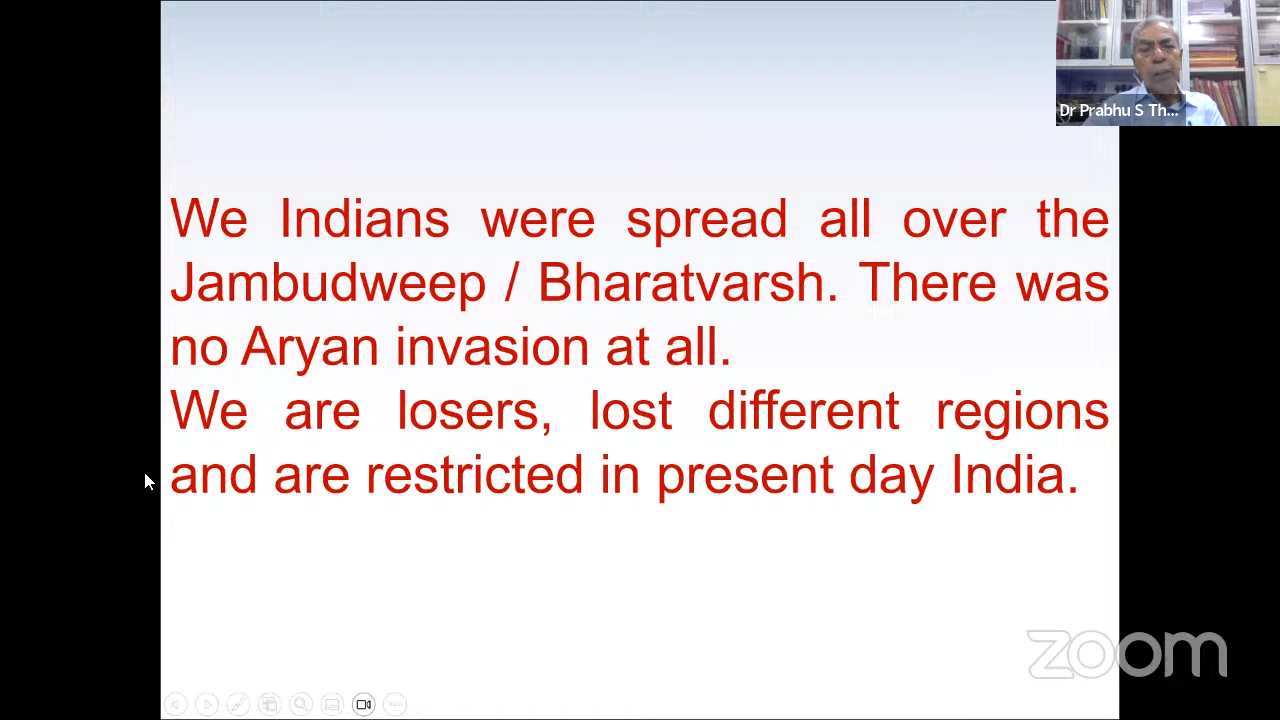 Dr Prabhu S Th...
We Indians were spread all over the
Jambudweep / Bharatvarsh. There was
no Aryan invasion at all.
We are losers, lost different regions
and are restricted in present day India.
zoom